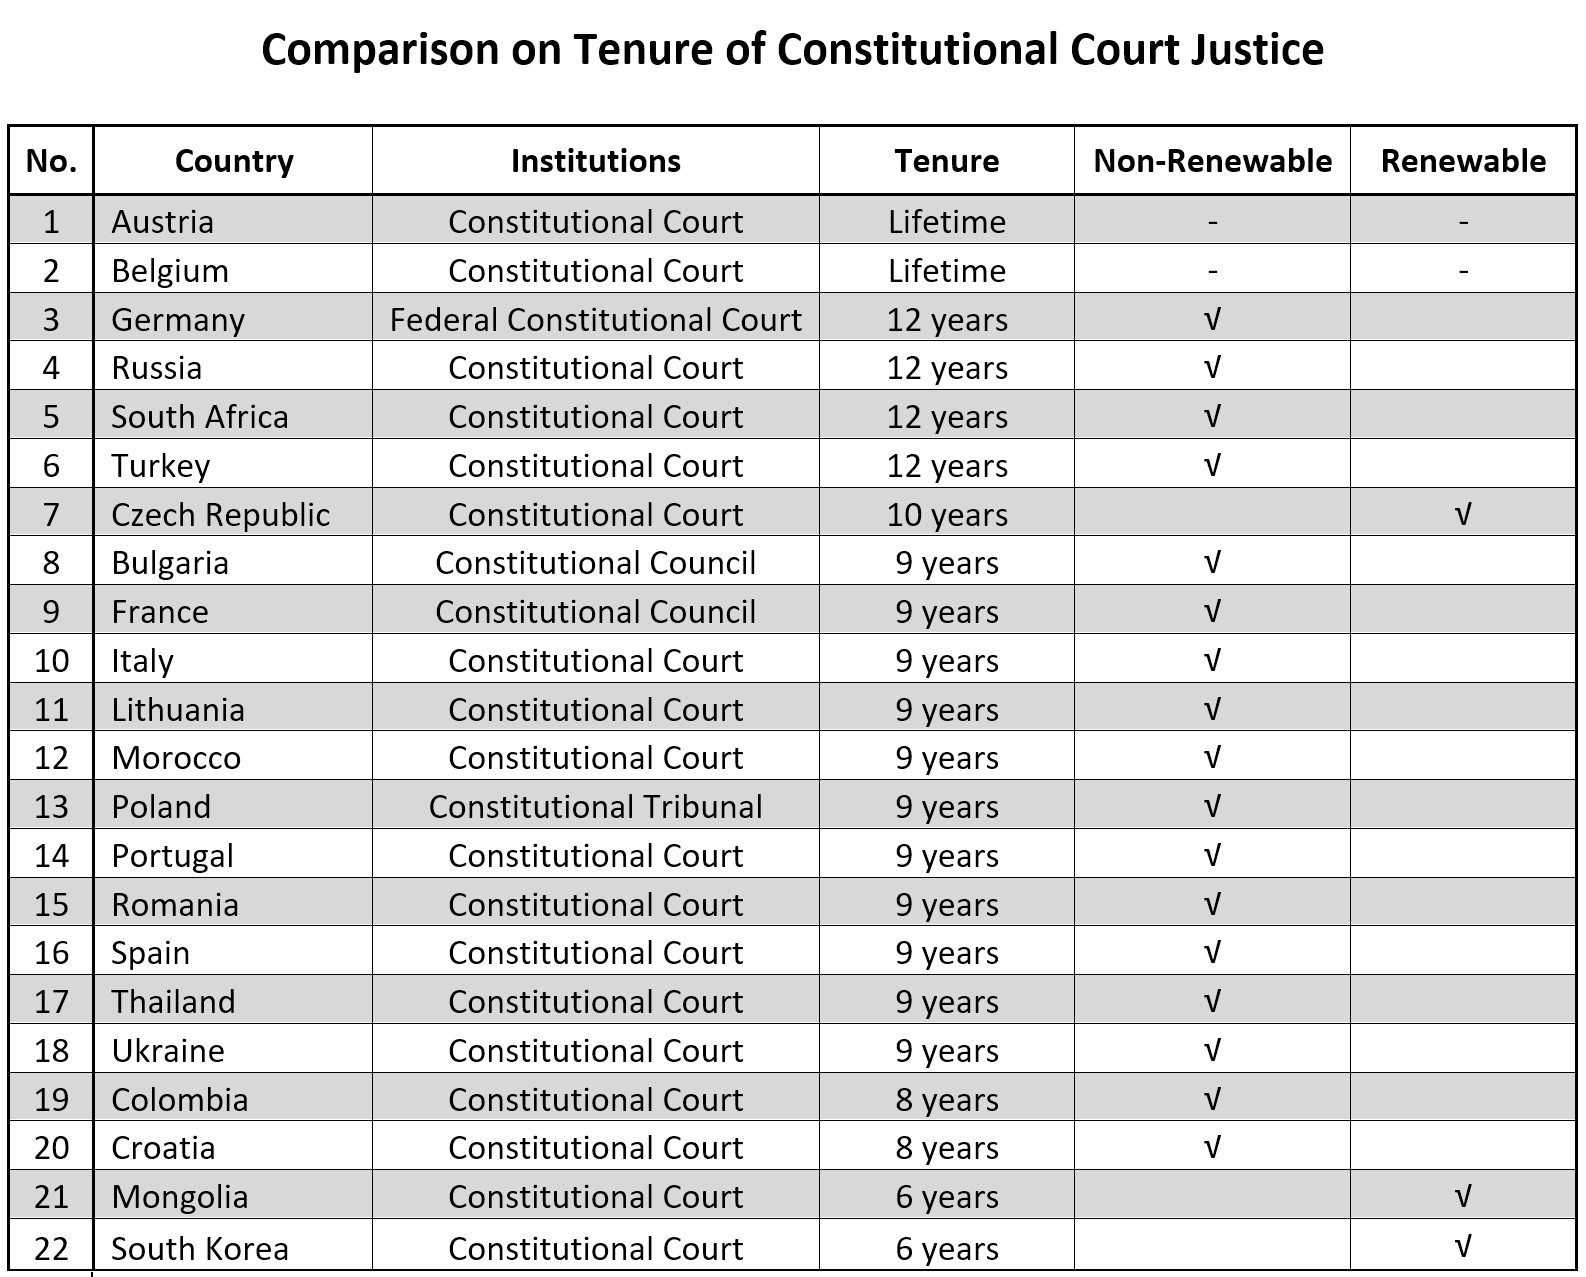 Comparison on Tenure of Constitutional Court Justice
No. Country Institutions Tenure Non-Renewable Renewable
1 Austria Constitutional Court Lifetime - -
2 Belgium Constitutional Court Lifetime - -
3 Germany Federal Constitutional Court 12 years √
4 Russia Constitutional Court 12 years √
5 South Africa Constitutional Court 12 years √
6 Turkey Constitutional Court 12 years √
7 Czech Republic Constitutional Court 10 years √
8 Bulgaria Constitutional Council 9 years √
9 France Constitutional Council 9 years √
10 Italy Constitutional Court 9 years √
11 Lithuania Constitutional Court 9 years √
12 Morocco Constitutional Court 9 years √
13 Poland Constitutional Tribunal 9 years √
14 Portugal Constitutional Court 9 years √
15 Romania Constitutional Court 9 years √
16 Spain Constitutional Court 9 years √
17 Thailand Constitutional Court 9 years √
18 Ukraine Constitutional Court 9 years √
19 Colombia Constitutional Court 8 years √
20 Croatia Constitutional Court 8 years √
21 Mongolia Constitutional Court 6 years √
22 South Korea Constitutional Court 6 years √